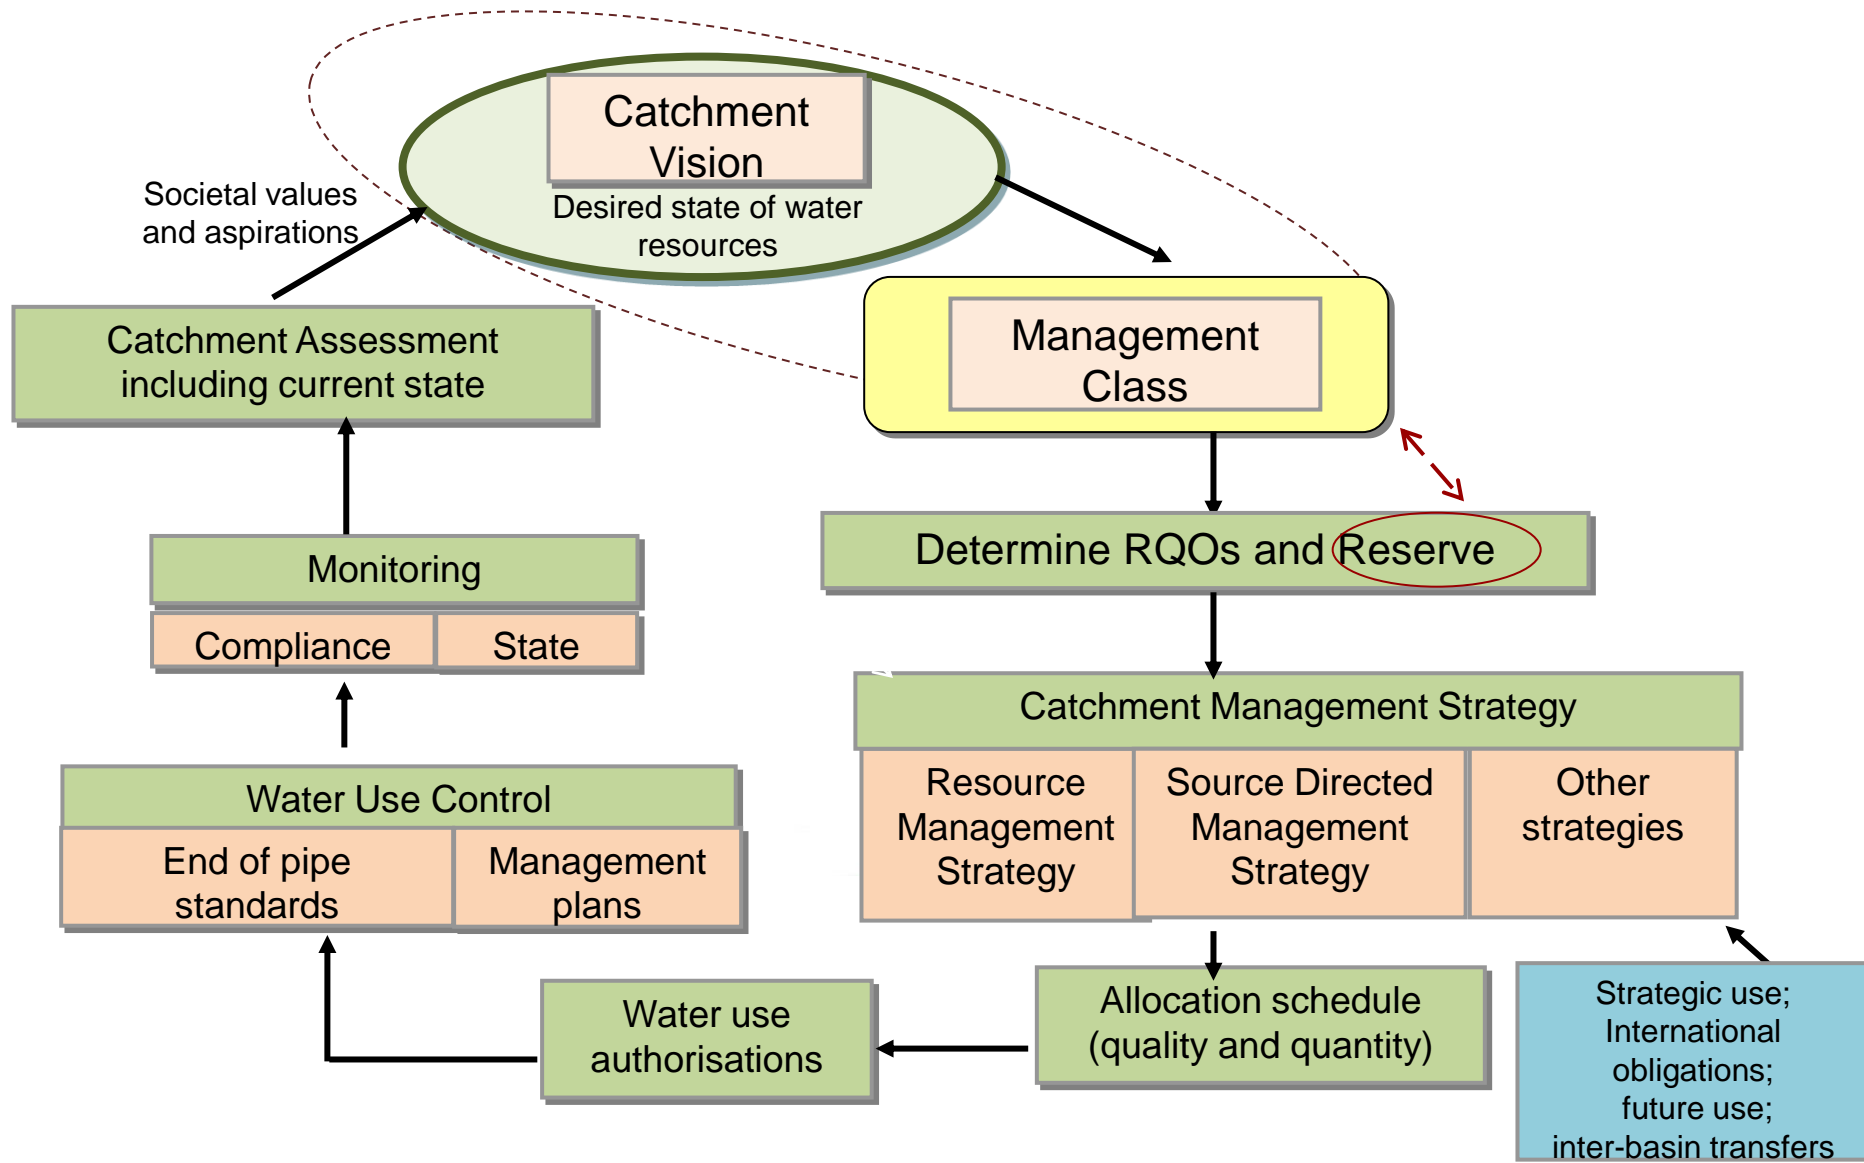 Catchment
Vision
Desired state of water
resources
Societal values
and aspirations
Management
Class
Catchment Assessment
including current state
Determine RQOs and Reserve
Monitoring
Compliance
State
Catchment Management Strategy
Resource
Management
Strategy
Source Directed
Management
Strategy
Other
strategies
Water Use Control
End of pipe
standards
Management
plans
Water use
authorisations
Allocation schedule
(quality and quantity)
Strategic use;
International
obligations;
future use;
inter-basin transfers